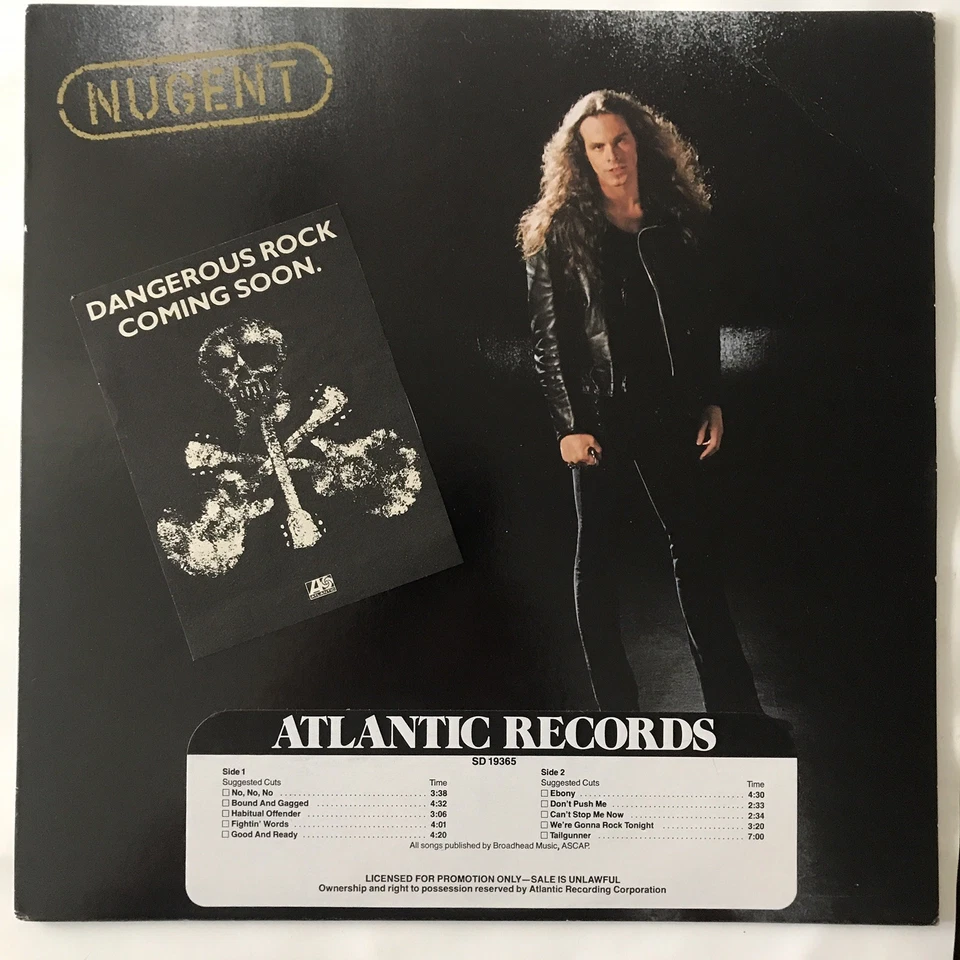 NUGENT
DANGEROUS ROCK
COMING SOON.
ATLANTIC
ATLANTIC RECORDS
SD 19365
Side 1
Suggested Cuts Time
No, No, No 3:38
Bound And Gagged 4:32
Habitual Offender 3:06
Fightin' Words 4:01
Good And Ready 4:20
Side 2
Suggested Cuts Time
Ebony 4:30
Don't Push Me 2:33
Can't Stop Me Now 2:34
We're Gonna Rock Tonight 3:20
Tailgunner 7:00
All songs published by Broadhead Music, ASCAP.
LICENSED FOR PROMOTION ONLY—SALE IS UNLAWFUL
Ownership and right to possession reserved by Atlantic Recording Corporation